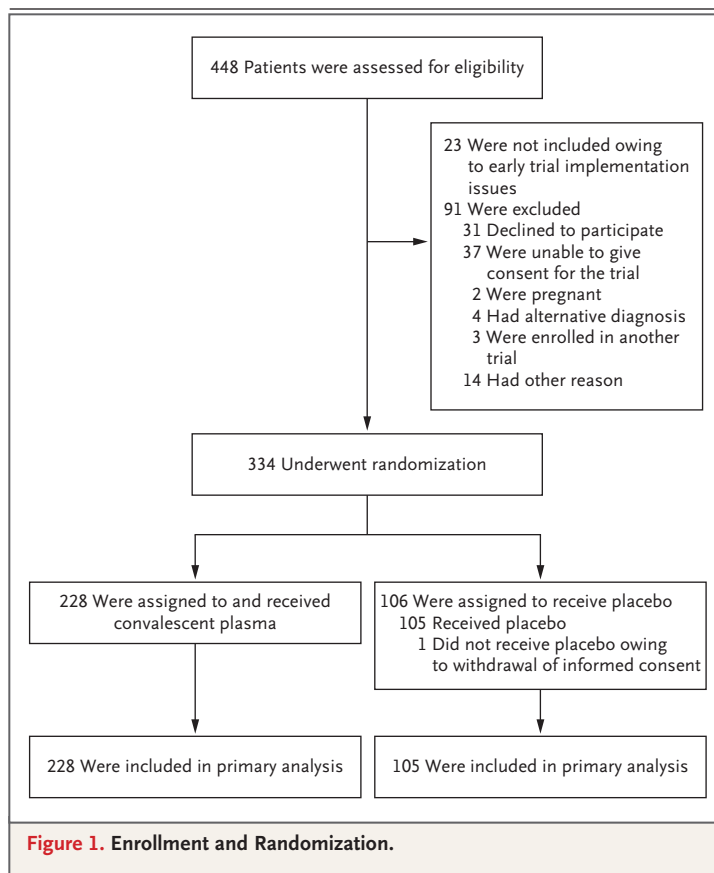 448 Patients were assessed for eligibility
23 Were not included owing
to early trial implementation
issues
91 Were excluded
31 Declined to participate
37 Were unable to give
consent for the trial
2 Were pregnant
4 Had alternative diagnosis
3 Were enrolled in another
trial
14 Had other reason
334 Underwent randomization
228 Were assigned to and received
convalescent plasma
106 Were assigned to receive placebo
105 Received placebo
1 Did not receive placebo owing
to withdrawal of informed consent
228 Were included in primary analysis
105 Were included in primary analysis
Figure 1. Enrollment and Randomization.